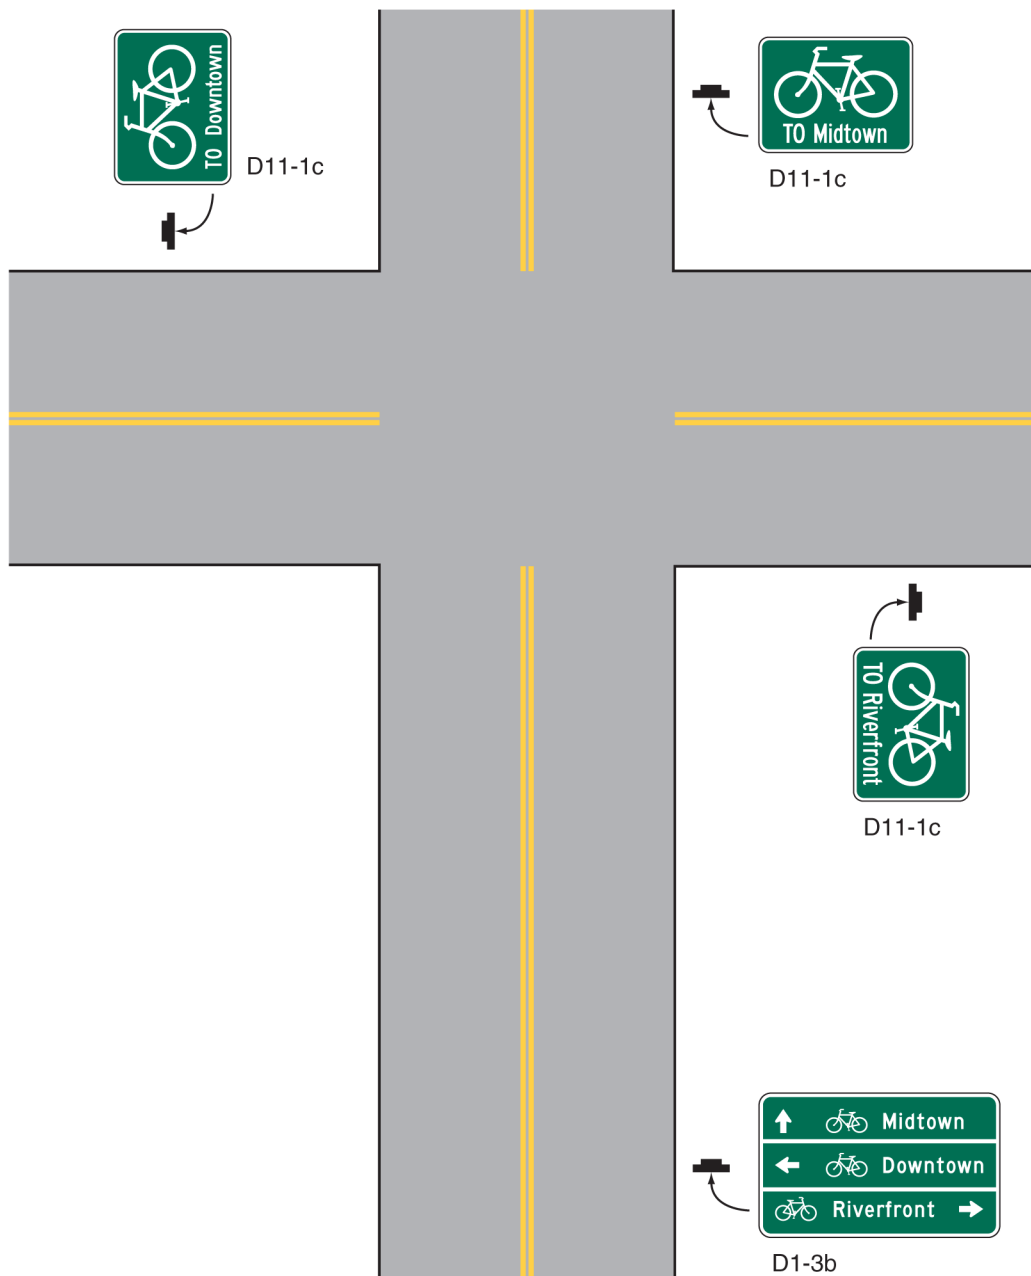 TO Downtown
D11-1c
TO Midtown
D11-1c
TO Riverfront
D11-1c
Midtown
Downtown
Riverfront
D1-3b